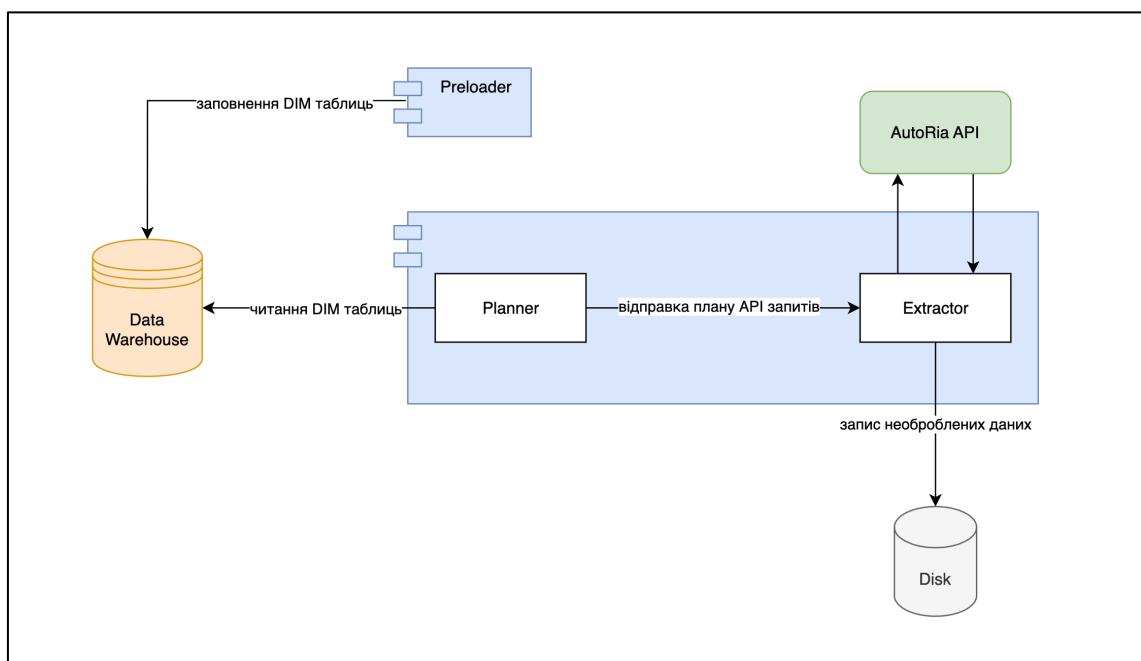 Preloader
заповнення DIM таблиць
AutoRia API
Data
Warehouse
читання DIM таблиць
Planner
відправка плану API запитів
Extractor
запис необроблених даних
Disk